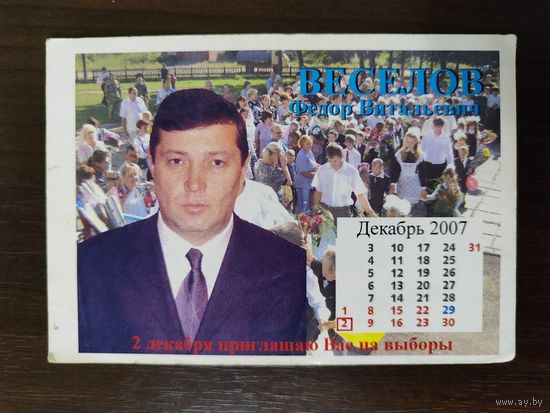 ВЕСЕЛОВ
Федор Витальевич
Декабрь 2007
3 10 17 24 31
4 11 18 25
5 12 19 26
6 13 20 27
7 14 21 28
1 8 15 22 29
2 9 16 23 30
2 декабря приглашаю Вас на выборы
www.ay.by